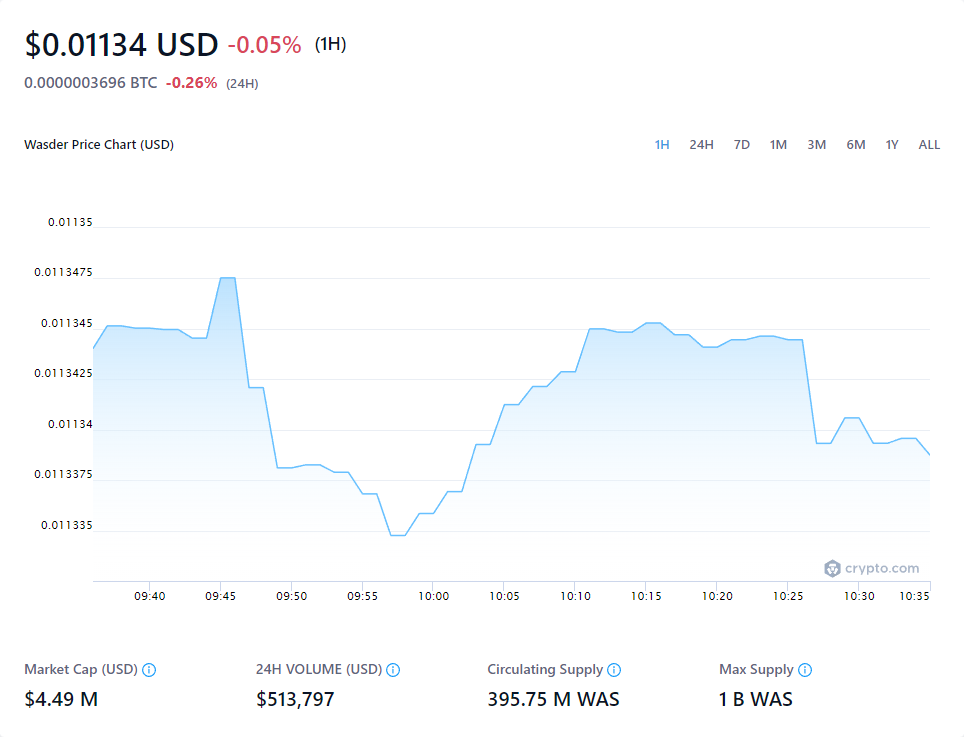 $0.01134 USD -0.05% (1H)
0.0000003696 BTC -0.26% (24H)
Wasder Price Chart (USD) 1H 24H 7D 1M 3M 6M 1Y ALL
0.01135
0.0113475
0.011345
0.0113425
0.01134
0.0113375
0.011335
crypto.com
09:40 09:45 09:50 09:55 10:00 10:05 10:10 10:15 10:20 10:25 10:30 10:35
Market Cap (USD) 24H VOLUME (USD) Circulating Supply Max Supply
$4.49 M $513,797 395.75 M WAS 1 B WAS